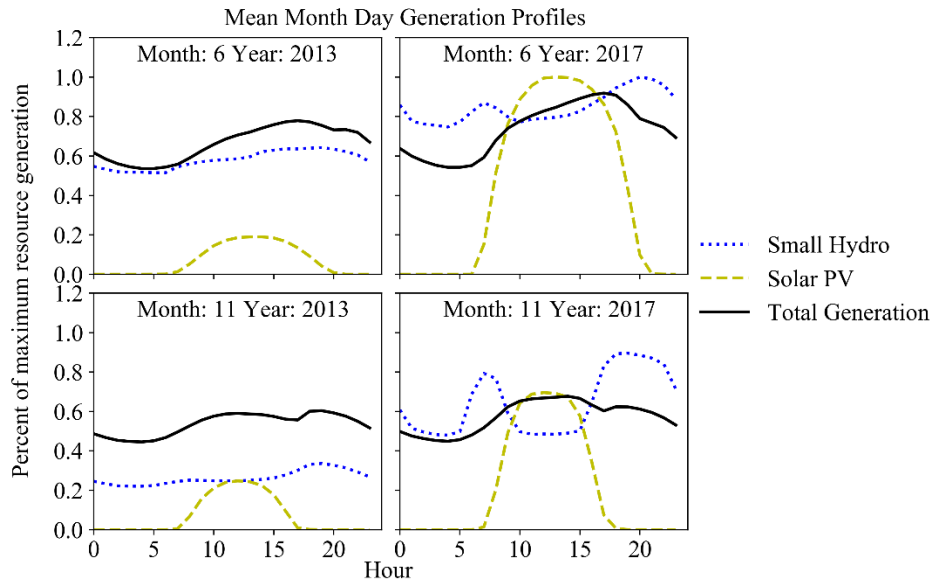 Mean Month Day Generation Profiles
Percent of maximum resource generation
1.2
1.0
0.8
0.6
0.4
0.2
0.0
Month: 6 Year: 2013
Month: 6 Year: 2017
1.2
1.0
0.8
0.6
0.4
0.2
0.0
Month: 11 Year: 2013
Month: 11 Year: 2017
0 5 10 15 20 0 5 10 15 20
Hour
Small Hydro
Solar PV
Total Generation